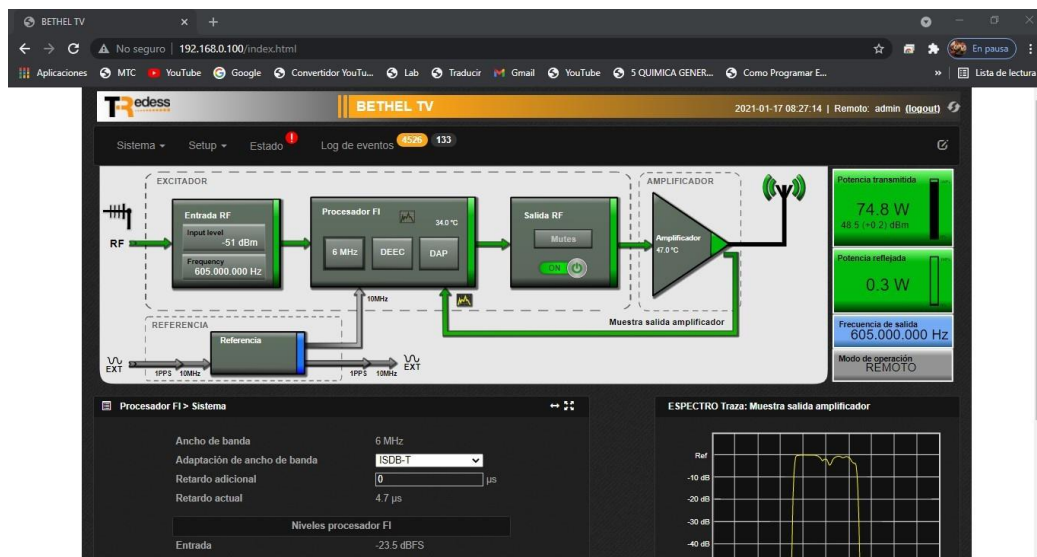 BETHEL TV
No seguro | 192.168.0.100/index.html
En pausa
Aplicaciones MTC YouTube Google Convertidor YouTu... Lab Traducir Gmail YouTube 5 QUIMICA GENER... Como Programar E... » Lista de lectura
TRedess
BETHEL TV
2021-01-17 08:27:14 | Remoto: admin (logout)
Sistema Setup Estado ! Log de eventos 4526 133
EXCITADOR
AMPLIFICADOR
RF
Entrada RF
Input level
-51 dBm
Frequency
605.000.000 Hz
Procesador FI
34.0 °C
6 MHz DEEC DAP
Salida RF
Mutes
ON
Amplificador
47.0 °C
10MHz
Muestra salida amplificador
REFERENCIA
Referencia
EXT
1PPS 10MHz
1PPS 10MHz
EXT
Potencia transmitida
74.8 W
48.5 (+0.2) dBm
Potencia reflejada
0.3 W
Frecuencia de salida
605.000.000 Hz
Modo de operación
REMOTO
Procesador FI > Sistema
Ancho de banda 6 MHz
Adaptación de ancho de banda ISDB-T
Retardo adicional 0 µs
Retardo actual 4.7 µs
Niveles procesador FI
Entrada -23.5 dBFS
ESPECTRO Traza: Muestra salida amplificador
Ref
-10 dB
-20 dB
-30 dB
-40 dB